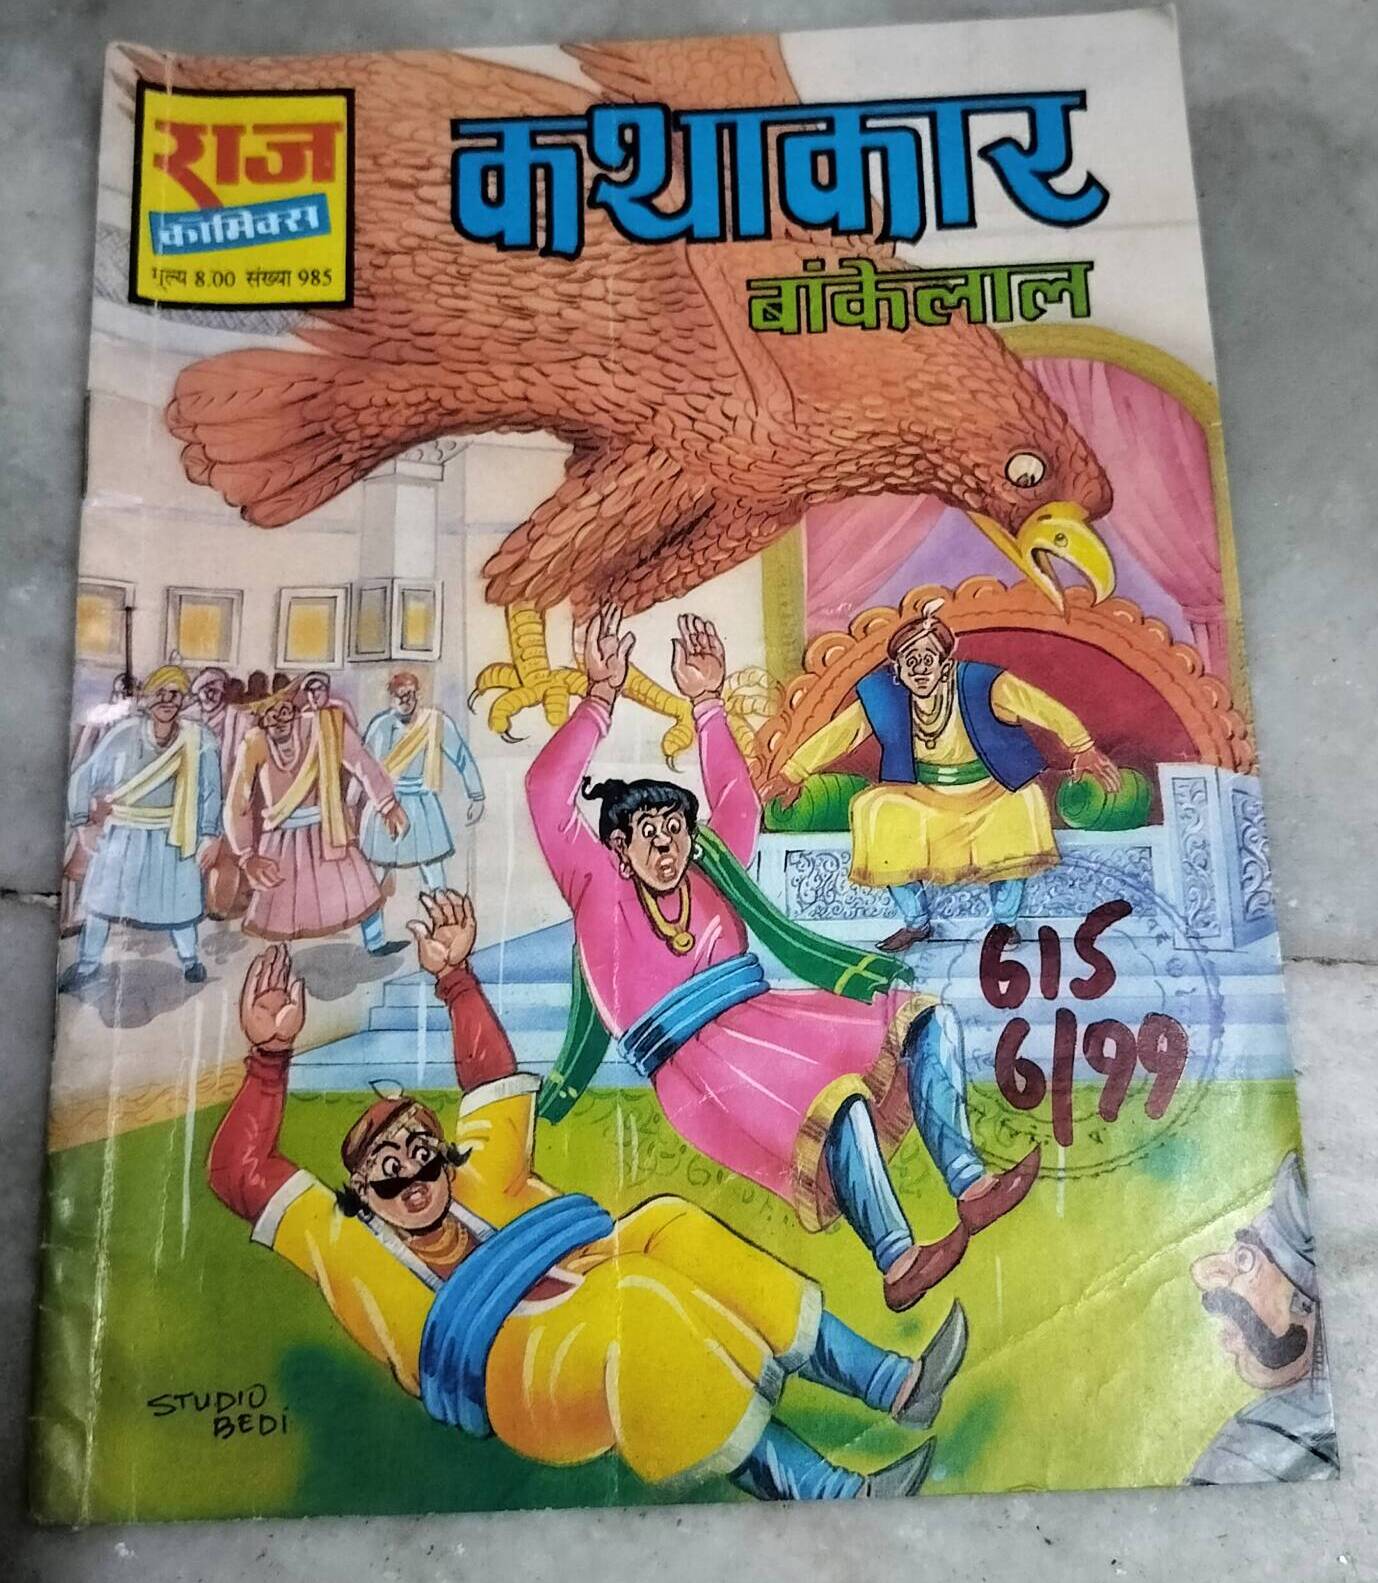 राज
कॉमिक्स
मूल्य 8.00 संख्या 985
कथाकार
बांकेलाल
615
6/99
STUDIO
BEDi